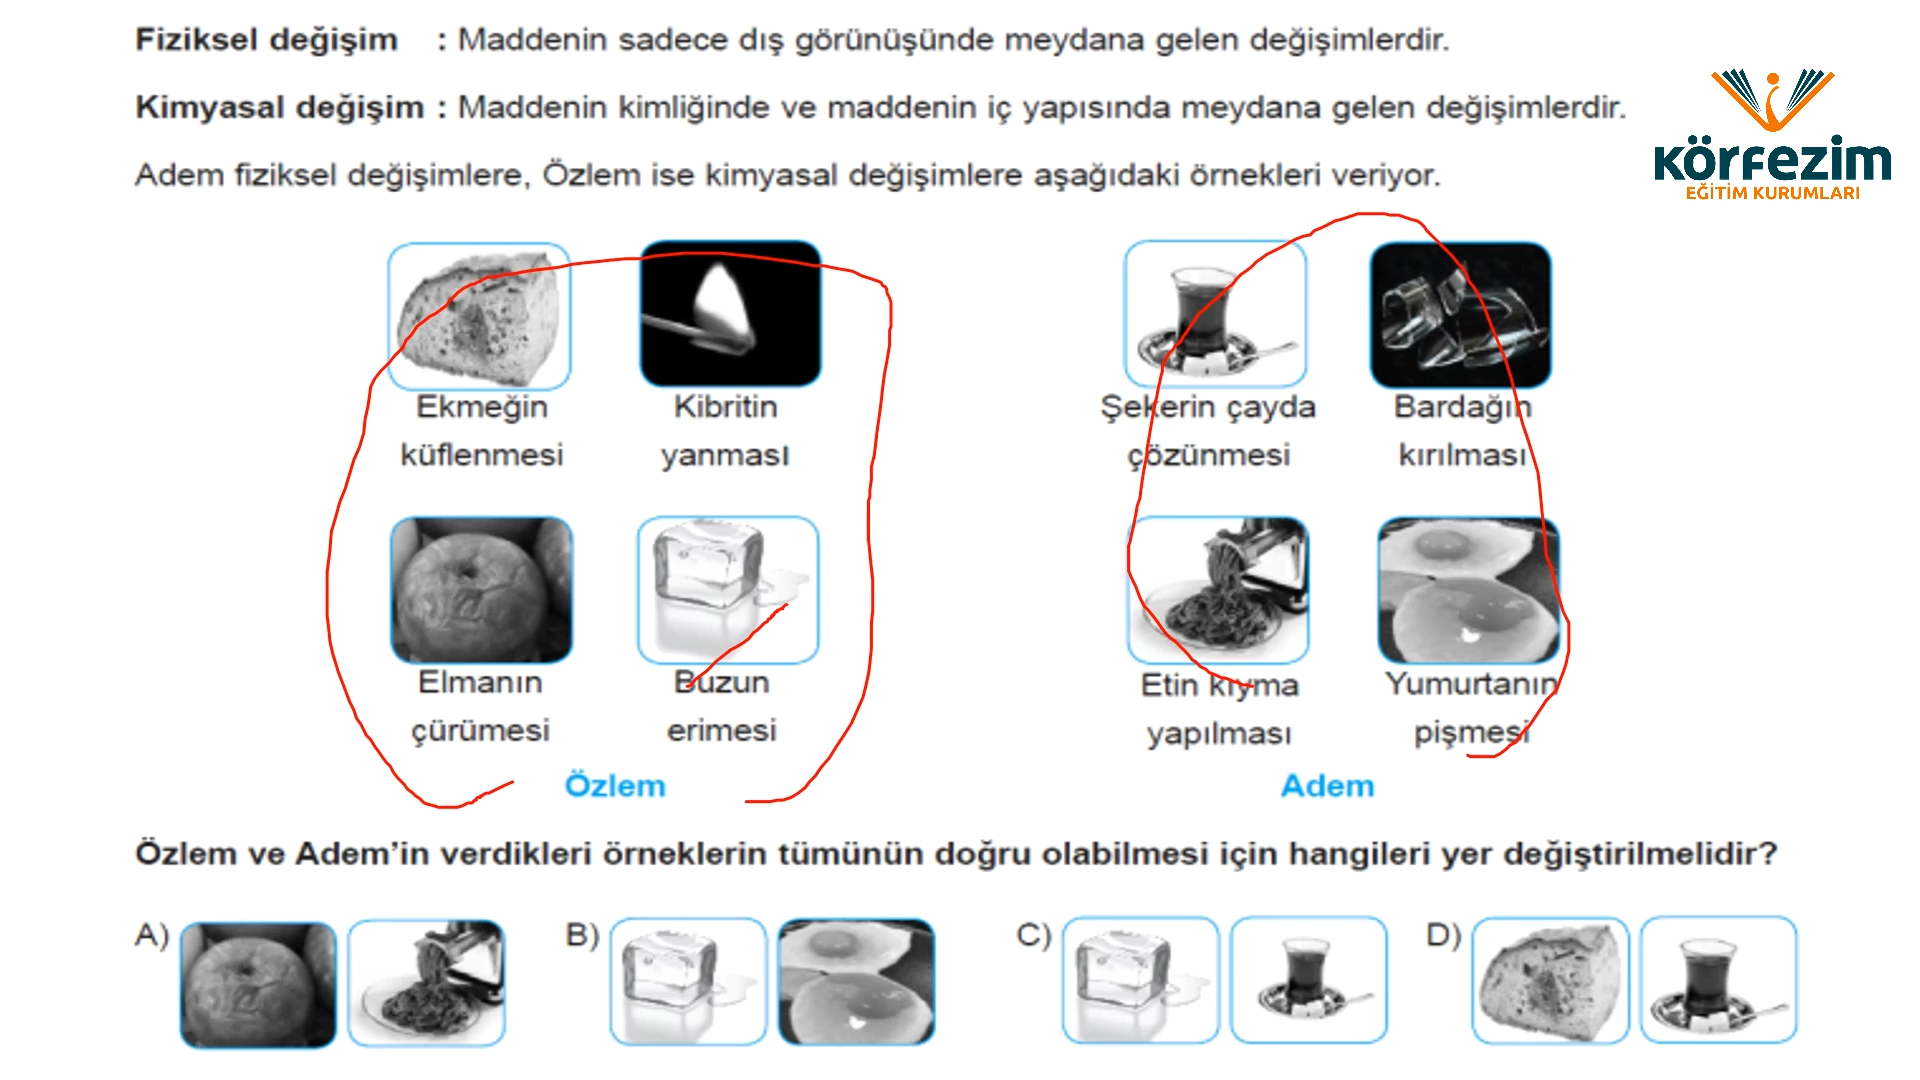 Fiziksel değişim : Maddenin sadece dış görünüşünde meydana gelen değişimlerdir.
Kimyasal değişim : Maddenin kimliğinde ve maddenin iç yapısında meydana gelen değişimlerdir.
Adem fiziksel değişimlere, Özlem ise kimyasal değişimlere aşağıdaki örnekleri veriyor.
körfezim
EĞİTİM KURUMLARI
Ekmeğin
küflenmesi
Kibritin
yanması
Şekerin çayda
çözünmesi
Bardağın
kırılması
Elmanın
çürümesi
Buzun
erimesi
Etin kıyma
yapılması
Yumurtanın
pişmesi
Özlem
Adem
Özlem ve Adem'in verdikleri örneklerin tümünün doğru olabilmesi için hangileri yer değiştirilmelidir?
A)
B)
C)
D)